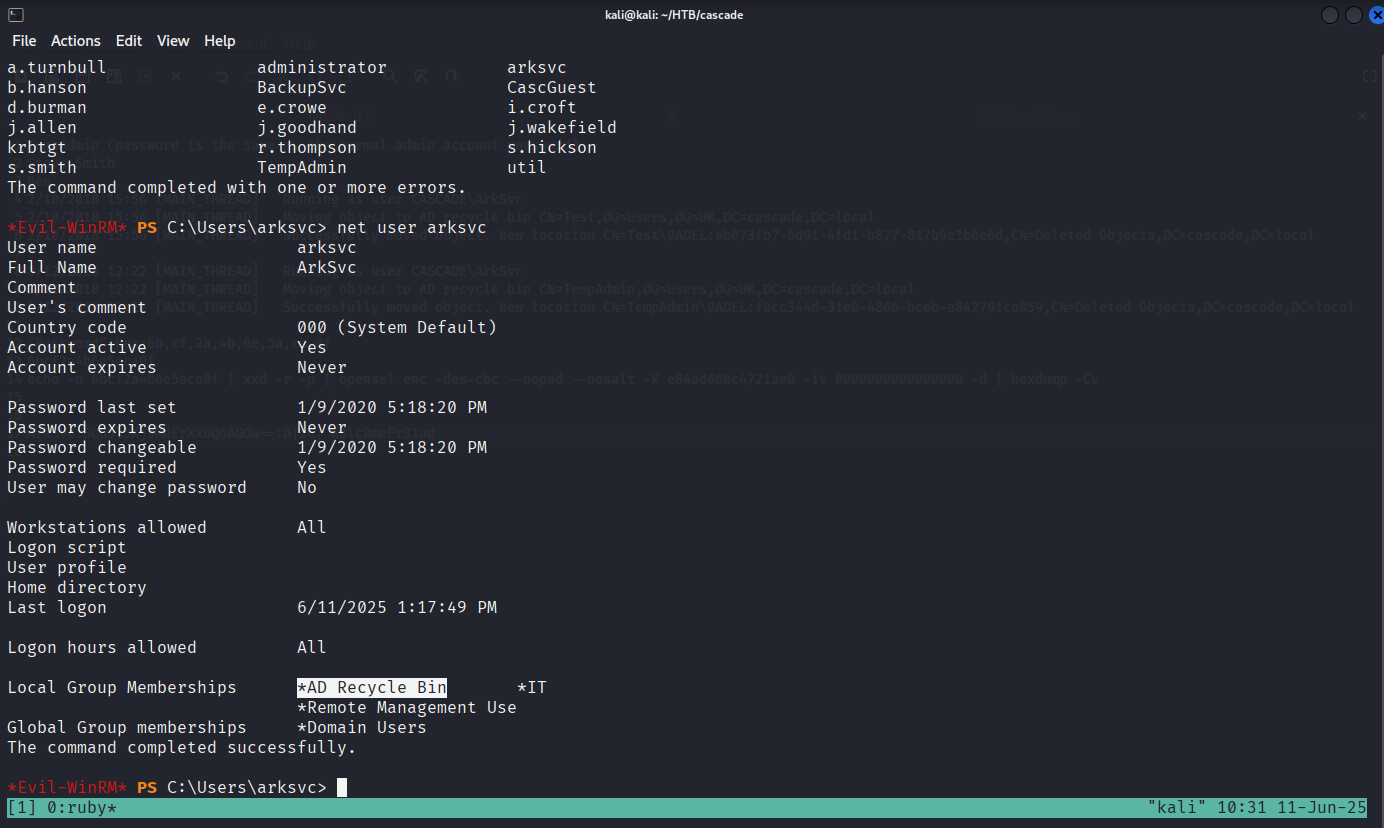 kali@kali: ~/HTB/cascade
File Actions Edit View Help
a.turnbull administrator arksvc
b.hanson BackupSvc CascGuest
d.burman e.crowe i.croft
j.allen j.goodhand j.wakefield
krbtgt r.thompson s.hickson
s.smith TempAdmin util
The command completed with one or more errors.
*Evil-WinRM* PS C:\Users\arksvc> net user arksvc
User name arksvc
Full Name ArkSvc
Comment
User's comment
Country code 000 (System Default)
Account active Yes
Account expires Never
Password last set 1/9/2020 5:18:20 PM
Password expires Never
Password changeable 1/9/2020 5:18:20 PM
Password required Yes
User may change password No
Workstations allowed All
Logon script
User profile
Home directory
Last logon 6/11/2025 1:17:49 PM
Logon hours allowed All
Local Group Memberships *AD Recycle Bin *IT
*Remote Management Use
Global Group memberships *Domain Users
The command completed successfully.
*Evil-WinRM* PS C:\Users\arksvc>
[1] 0:ruby* "kali" 10:31 11-Jun-25